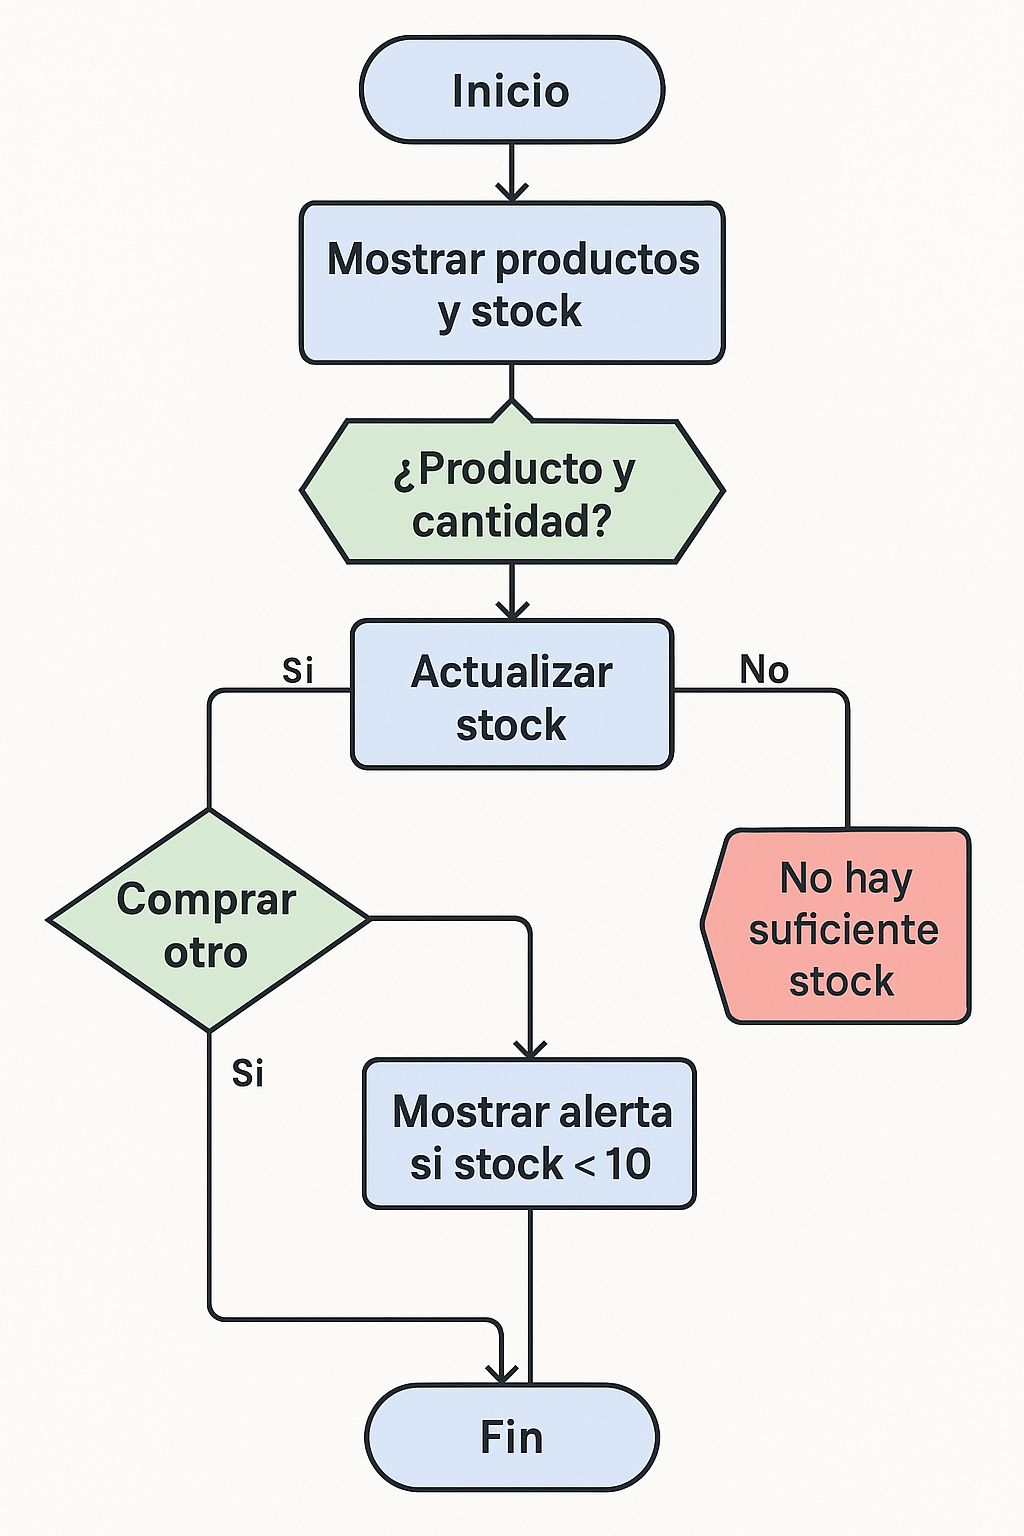 Inicio
Mostrar productos
y stock
¿Producto y
cantidad?
Si
Actualizar
stock
No
Comprar
otro
No hay
suficiente
stock
Si
Mostrar alerta
si stock < 10
Fin